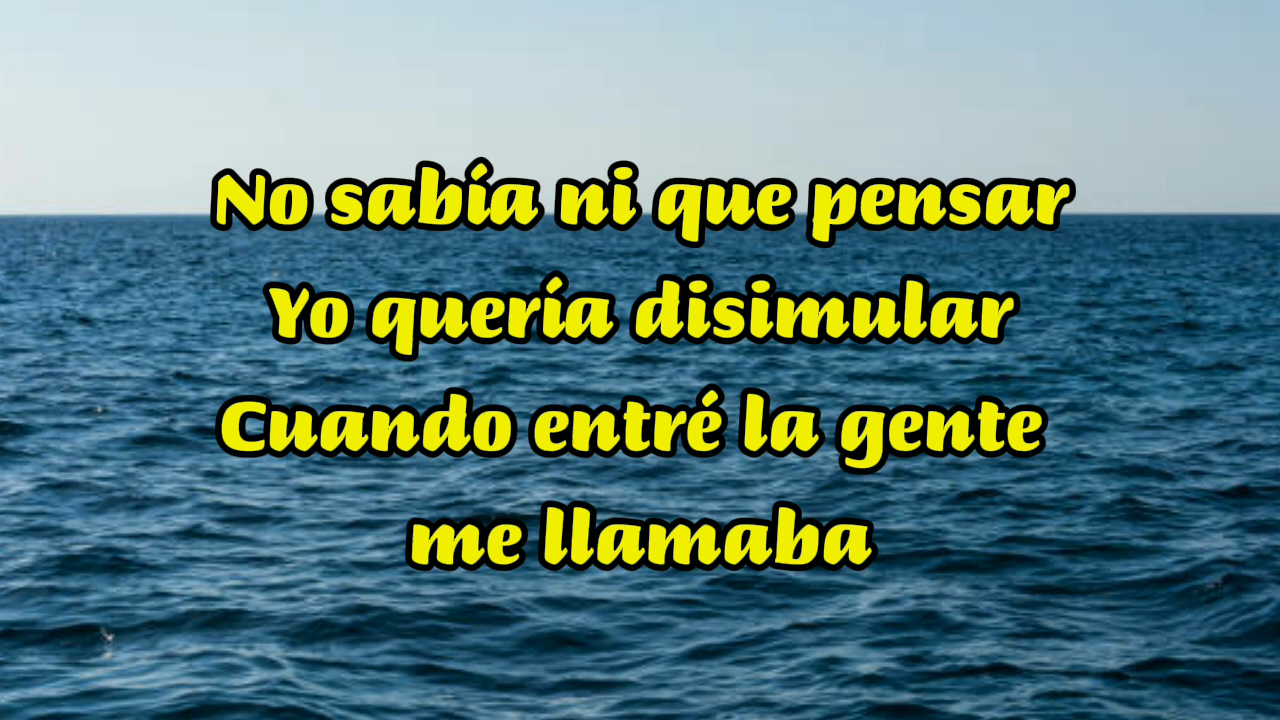 No sabía ni que pensar
Yo quería disimular
Cuando entré la gente
me llamaba